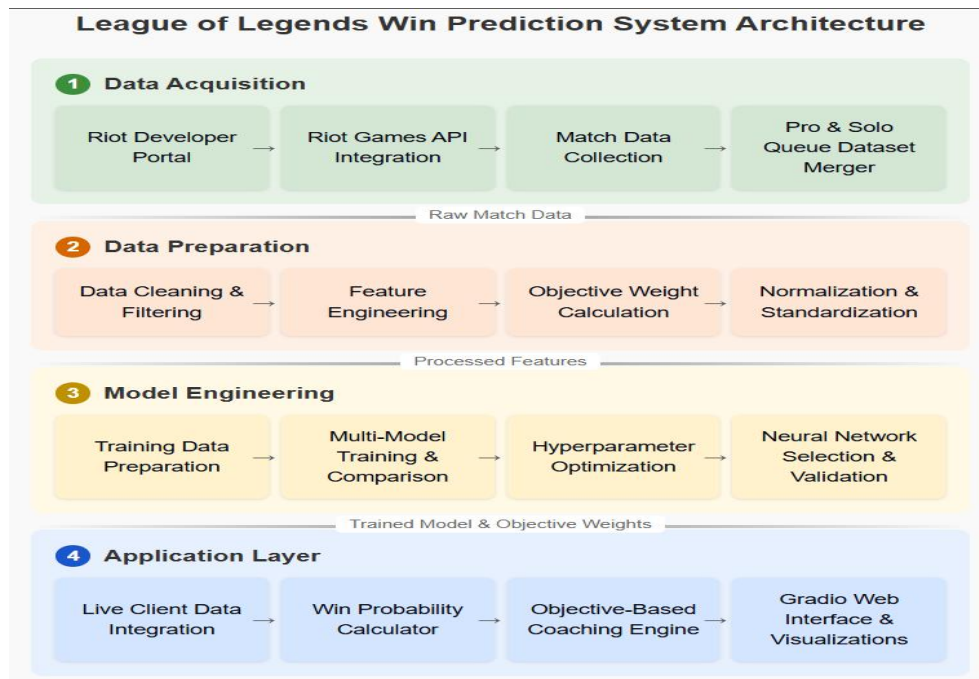 League of Legends Win Prediction System Architecture
1 Data Acquisition
Riot Developer
Portal
→
Riot Games API
Integration
→
Match Data
Collection
→
Pro & Solo
Queue Dataset
Merger
Raw Match Data
2 Data Preparation
Data Cleaning &
Filtering
→
Feature
Engineering
→
Objective Weight
Calculation
→
Normalization &
Standardization
Processed Features
3 Model Engineering
Training Data
Preparation
→
Multi-Model
Training &
Comparison
→
Hyperparameter
Optimization
→
Neural Network
Selection &
Validation
Trained Model & Objective Weights
4 Application Layer
Live Client Data
Integration
→
Win Probability
Calculator
→
Objective-Based
Coaching Engine
→
Gradio Web
Interface &
Visualizations